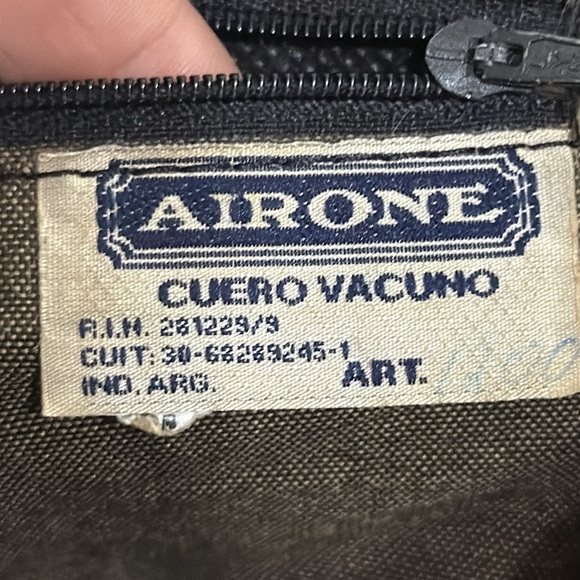 AIRONE
CUERO VACUNO
R.I.N. 281229/9
CUIT: 30-68289245-1
IND. ARG.
ART.